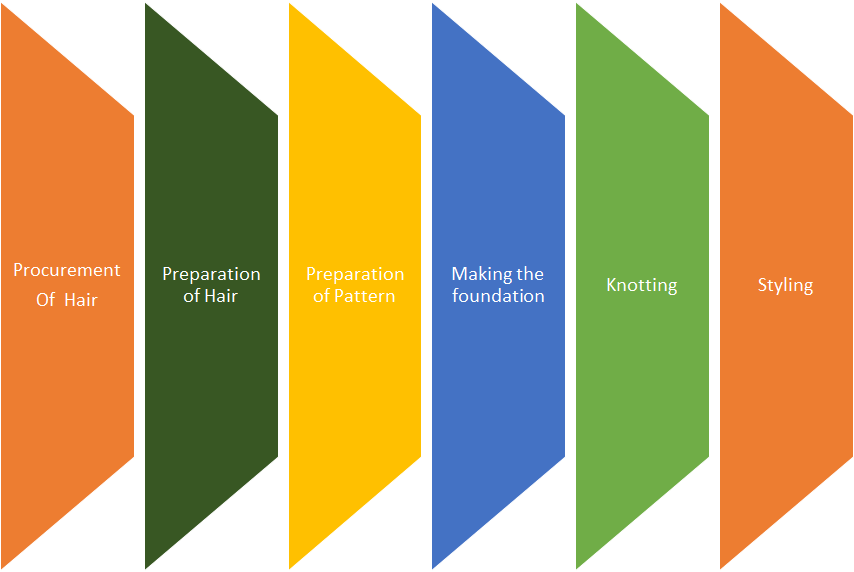 Procurement
Of  Hair
Preparation
of Hair
Preparation
of Pattern
Making the
foundation
Knotting
Styling